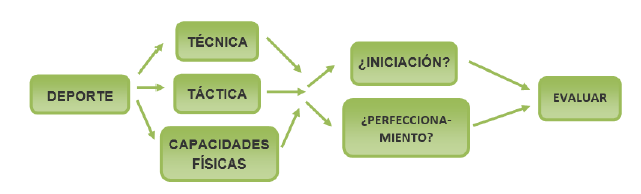 DEPORTE
TÉCNICA
TÁCTICA
CAPACIDADES
FÍSICAS
¿INICIACIÓN?
¿PERFECCIONA-
MIENTO?
EVALUAR